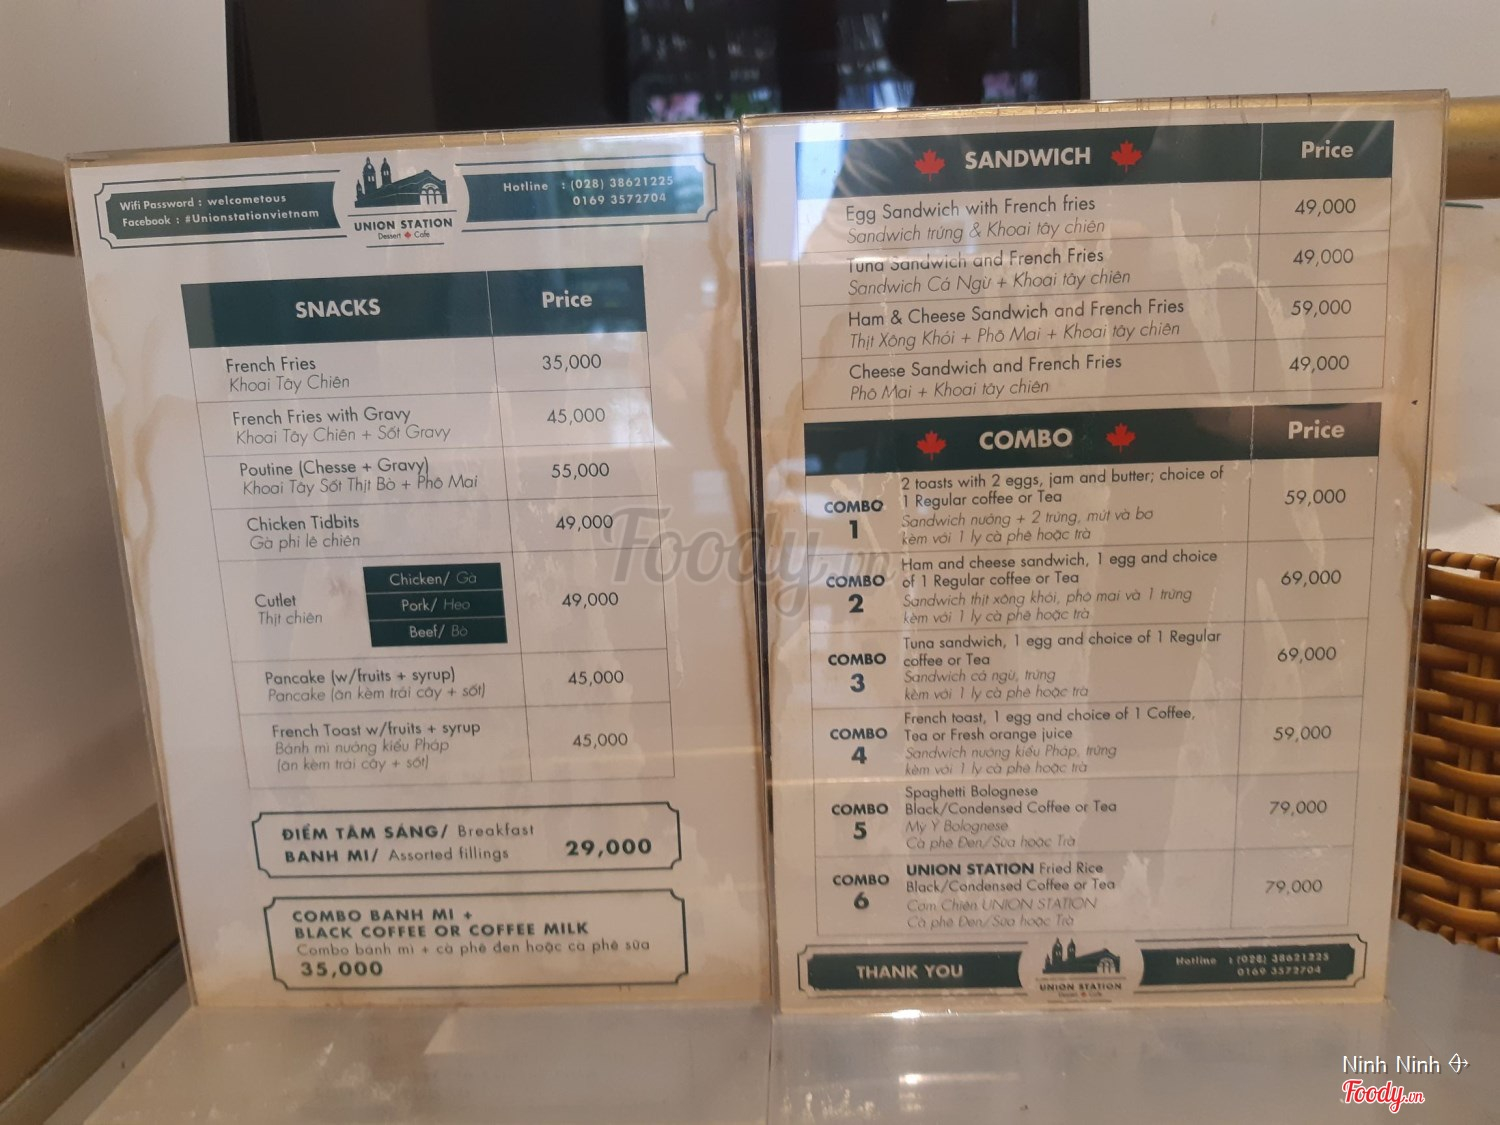 Wifi Password : welcometous
Facebook : #Unionstationvietnam
UNION STATION
Dessert Cafe
Hotline : (028) 38621225
0169 3572704
SNACKS Price
French Fries 35,000
Khoai Tây Chiên
French Fries with Gravy 45,000
Khoai Tây Chiên + Sốt Gravy
Poutine (Chesse + Gravy) 55,000
Khoai Tây Sốt Thịt Bò + Phô Mai
Chicken Tidbits 49,000
Gà phi lê chiên
Cutlet 49,000
Thịt chiên
Chicken/ Gà
Pork/ Heo
Beef/ Bò
Pancake (w/fruits + syrup) 45,000
Pancake (ăn kèm trái cây + sốt)
French Toast w/fruits + syrup 45,000
Bánh mì nướng kiểu Pháp
(ăn kèm trái cây + sốt)
ĐIỂM TÂM SÁNG/ Breakfast
BANH MI/ Assorted fillings 29,000
COMBO BANH MI +
BLACK COFFEE OR COFFEE MILK
Combo bánh mì + cà phê đen hoặc cà phê sữa
35,000
SANDWICH Price
Egg Sandwich with French fries 49,000
Sandwich trứng & Khoai tây chiên
Tuna Sandwich and French Fries 49,000
Sandwich Cá Ngừ + Khoai tây chiên
Ham & Cheese Sandwich and French Fries 59,000
Thịt Xông Khói + Phô Mai + Khoai tây chiên
Cheese Sandwich and French Fries 49,000
Phô Mai + Khoai tây chiên
COMBO Price
COMBO 1 59,000
2 toasts with 2 eggs, jam and butter; choice of
1 Regular coffee or Tea
Sandwich nướng + 2 trứng, mứt và bơ
kèm với 1 ly cà phê hoặc trà
COMBO 2 69,000
Ham and cheese sandwich, 1 egg and choice
of 1 Regular coffee or Tea
Sandwich thịt xông khói, phô mai và 1 trứng
kèm với 1 ly cà phê hoặc trà
COMBO 3 69,000
Tuna sandwich, 1 egg and choice of 1 Regular
coffee or Tea
Sandwich cá ngừ, trứng
kèm với 1 ly cà phê hoặc trà
COMBO 4 59,000
French toast, 1 egg and choice of 1 Coffee,
Tea or Fresh orange juice
Sandwich nướng kiểu Pháp, trứng
kèm với 1 ly cà phê hoặc trà
COMBO 5 79,000
Spaghetti Bolognese
Black/Condensed Coffee or Tea
Mỳ Ý Bolognese
Cà phê Đen/Sữa hoặc Trà
COMBO 6 79,000
UNION STATION Fried Rice
Black/Condensed Coffee or Tea
Cơm Chiên UNION STATION
Cà phê Đen/Sữa hoặc Trà
THANK YOU
UNION STATION
Dessert Cafe
Hotline : (028) 38621225
0169 3572704
Foody.vn
Ninh Ninh
Foody.vn